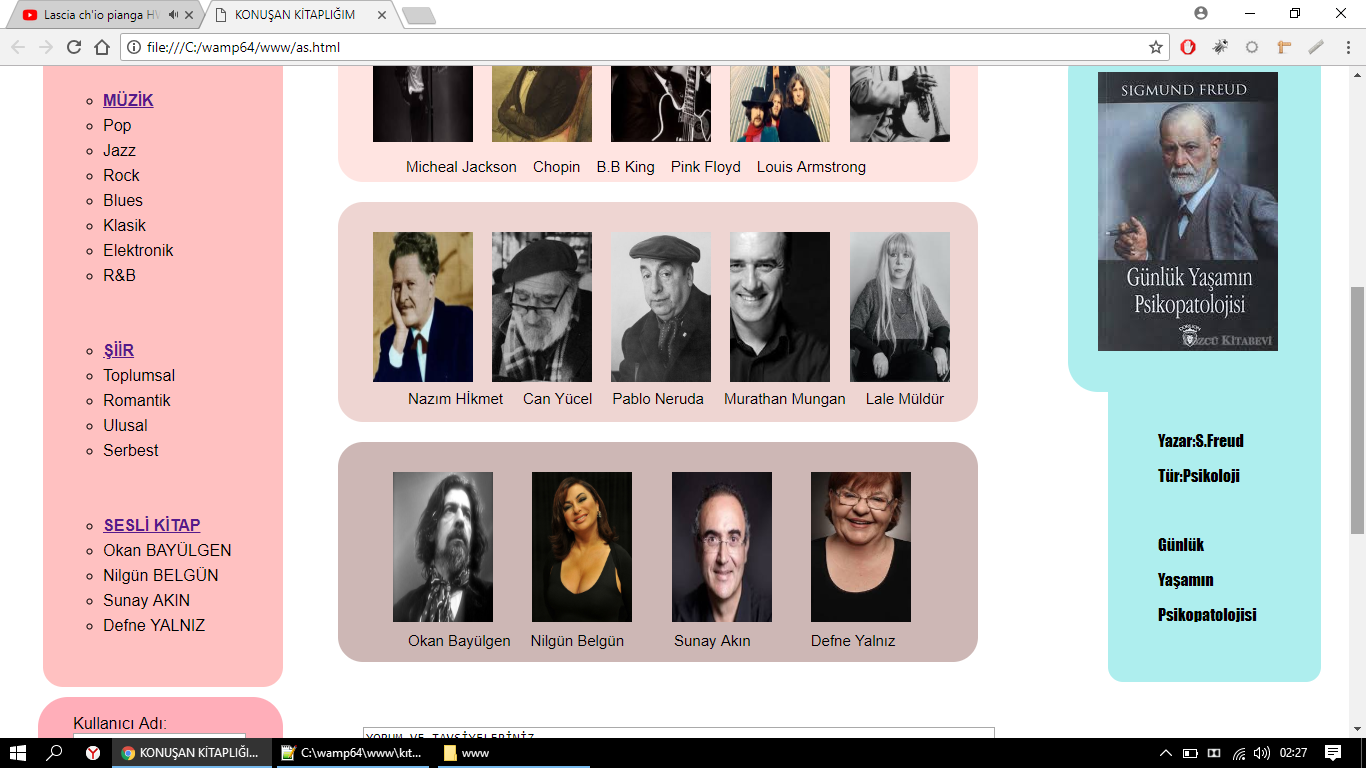 Lascia ch'io pianga H
KONUŞAN KİTAPLIĞIM
file:///C:/wamp64/www/as.html
MÜZİK
Pop
Jazz
Rock
Blues
Klasik
Elektronik
R&B
ŞİİR
Toplumsal
Romantik
Ulusal
Serbest
SESLİ KİTAP
Okan BAYÜLGEN
Nilgün BELGÜN
Sunay AKIN
Defne YALNIZ
Kullanıcı Adı:
Micheal Jackson Chopin B.B King Pink Floyd Louis Armstrong
Nazım Hİkmet Can Yücel Pablo Neruda Murathan Mungan Lale Müldür
Okan Bayülgen Nilgün Belgün Sunay Akın Defne Yalnız
YORUM VE TAVSİYELERİNİZ
SIGMUND FREUD
Günlük Yaşamın
Psikopatolojisi
KİTABEVİ
Yazar:S.Freud
Tür:Psikoloji
Günlük
Yaşamın
Psikopatolojisi
KONUŞAN KİTAPLIĞI...
C:\wamp64\www\kıt...
www
02:27